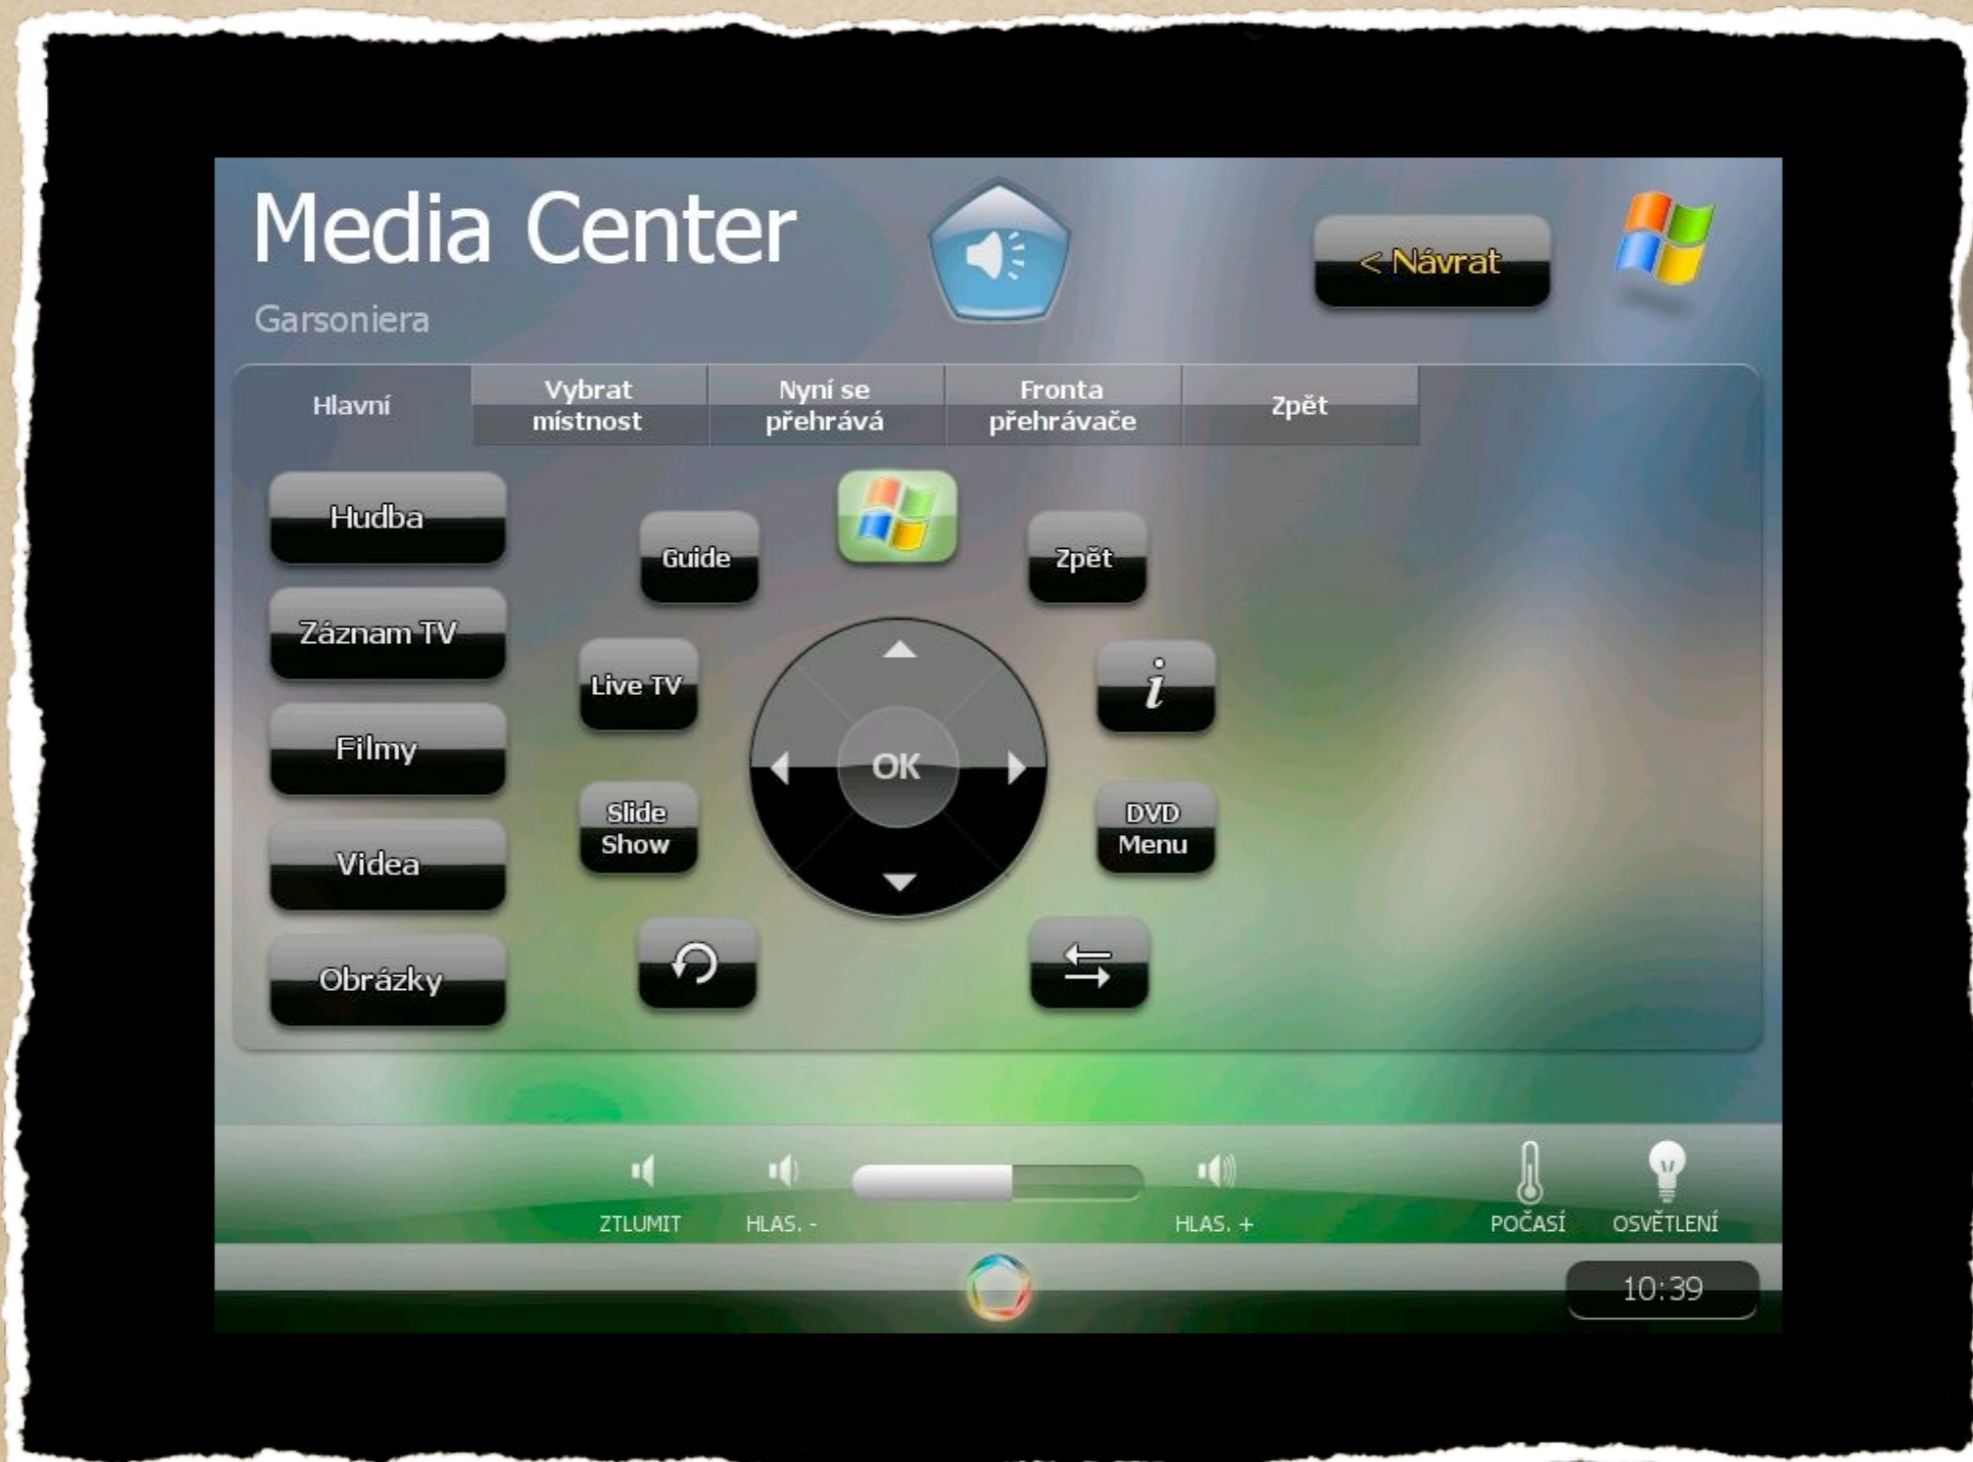 Media Center
< Návrat
Garsoniera
Hlavní
Vybrat
místnost
Nyní se
přehrává
Fronta
přehrávače
Zpět
Hudba
Záznam TV
Filmy
Videa
Obrázky
Guide
Zpět
Live TV
i
OK
Slide
Show
DVD
Menu
ZTLUMIT
HLAS. -
HLAS. +
POČASÍ
OSVĚTLENÍ
10:39